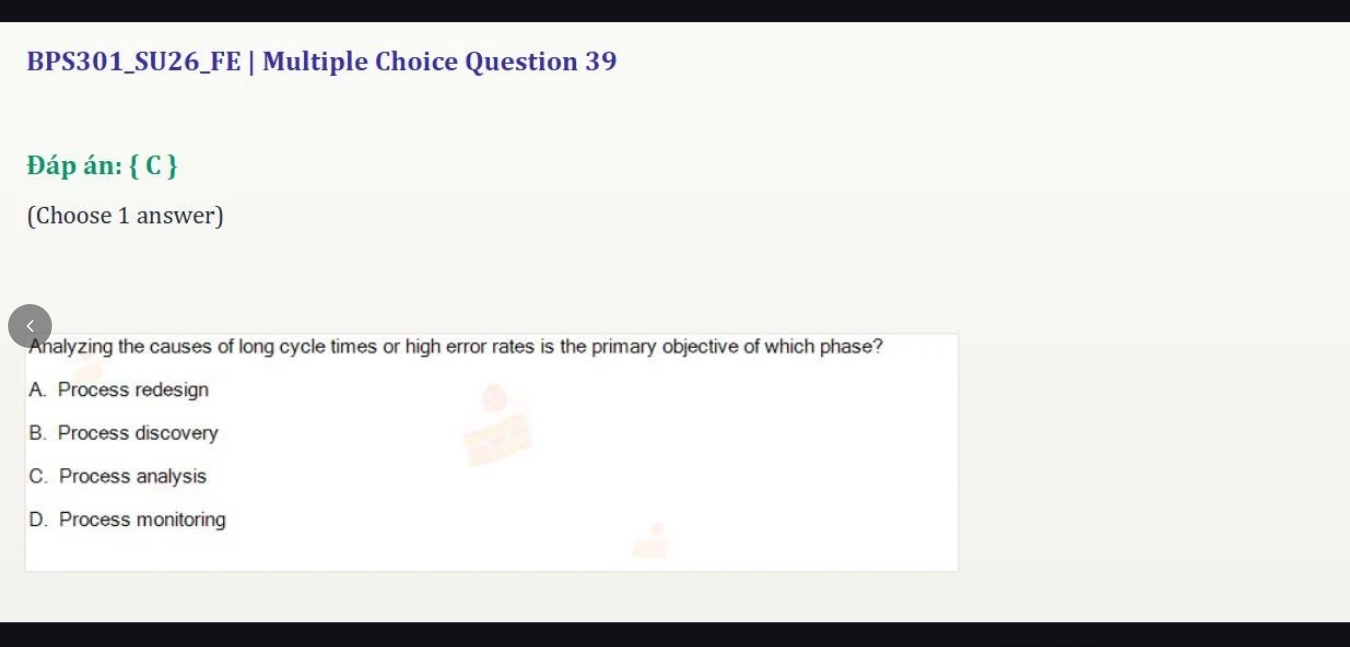 BPS301_SU26_FE | Multiple Choice Question 39
Đáp án: { C }
(Choose 1 answer)
Analyzing the causes of long cycle times or high error rates is the primary objective of which phase?
A. Process redesign
B. Process discovery
C. Process analysis
D. Process monitoring